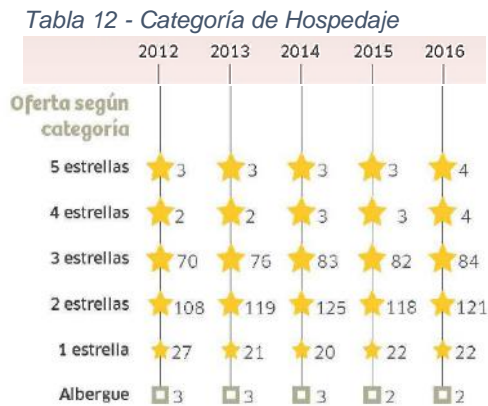 Tabla 12 - Categoría de Hospedaje
2012 2013 2014 2015 2016
Oferta según
categoría
5 estrellas 3 3 3 3 4
4 estrellas 2 2 3 3 4
3 estrellas 70 76 83 82 84
2 estrellas 108 119 125 118 121
1 estrella 27 21 20 22 22
Albergue 3 3 3 2 2